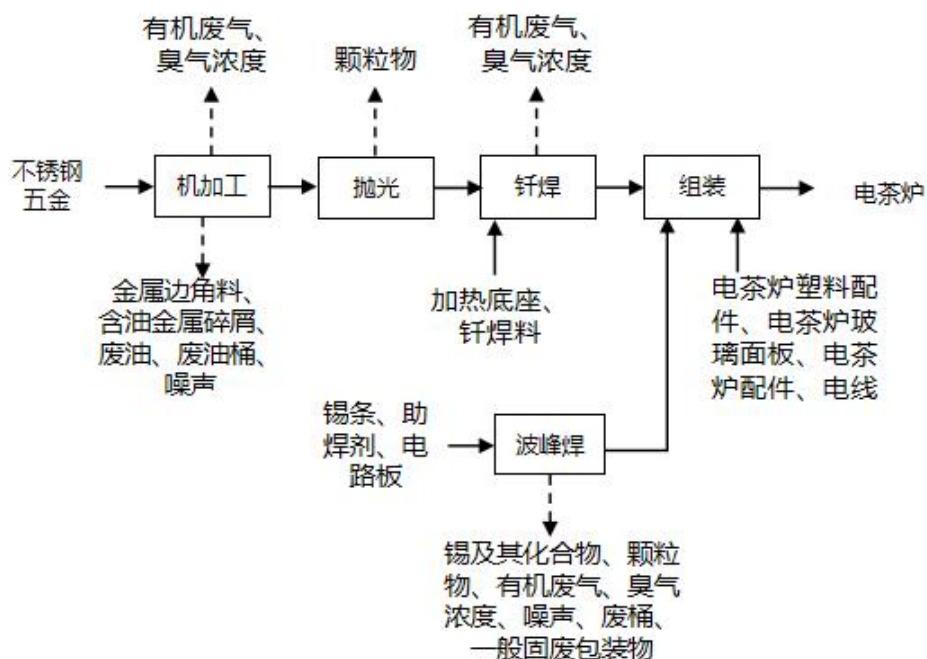 有机废气、
臭气浓度
颗粒物
有机废气、
臭气浓度
不锈钢
五金
机加工
抛光
钎焊
组装
电茶炉
金属边角料、
含油金属碎屑、
废油、废油桶、
噪声
加热底座、
钎焊料
电茶炉塑料配
件、电茶炉玻
璃面板、电茶
炉配件、电线
锡条、助
焊剂、电
路板
波峰焊
锡及其化合物、颗粒
物、有机废气、臭气
浓度、噪声、废桶、
一般固废包装物